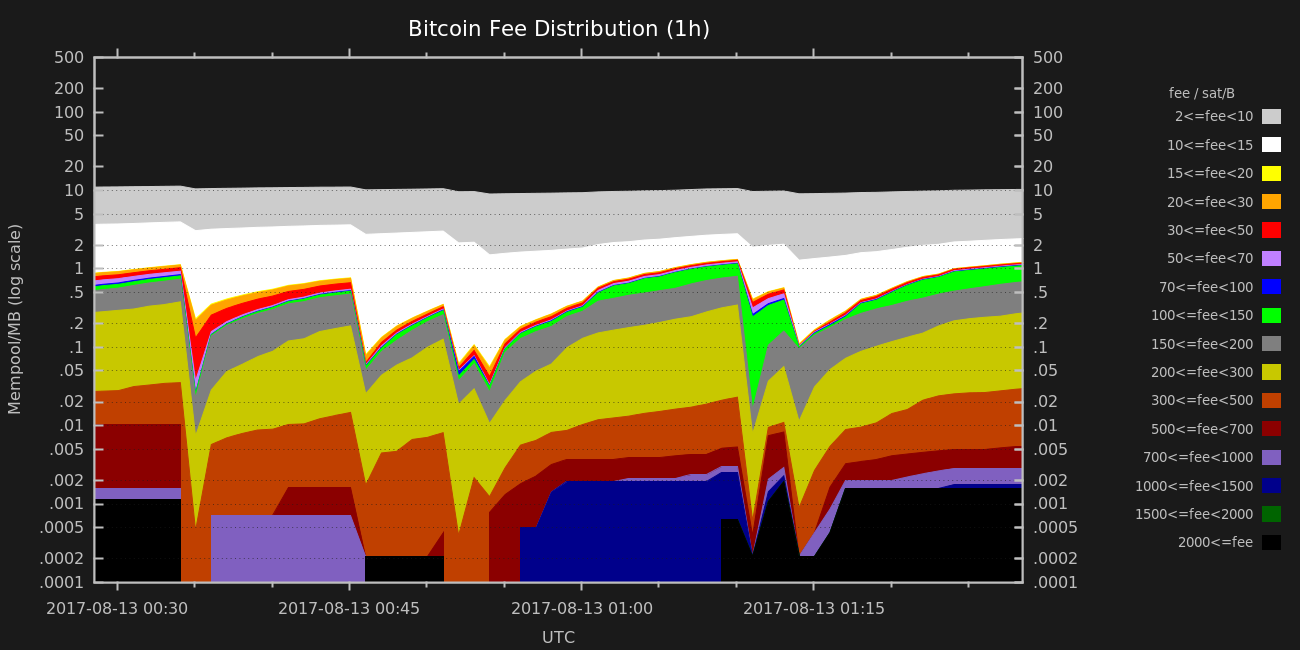 Bitcoin Fee Distribution (1h)
Mempool/MB (log scale)
500
200
100
50
20
10
5
2
1
.5
.2
.1
.05
.02
.01
.005
.002
.001
.0005
.0002
.0001
500
200
100
50
20
10
5
2
1
.5
.2
.1
.05
.02
.01
.005
.002
.001
.0005
.0002
.0001
2017-08-13 00:30
2017-08-13 00:45
2017-08-13 01:00
2017-08-13 01:15
UTC
fee / sat/B
2<=fee<10
10<=fee<15
15<=fee<20
20<=fee<30
30<=fee<50
50<=fee<70
70<=fee<100
100<=fee<150
150<=fee<200
200<=fee<300
300<=fee<500
500<=fee<700
700<=fee<1000
1000<=fee<1500
1500<=fee<2000
2000<=fee